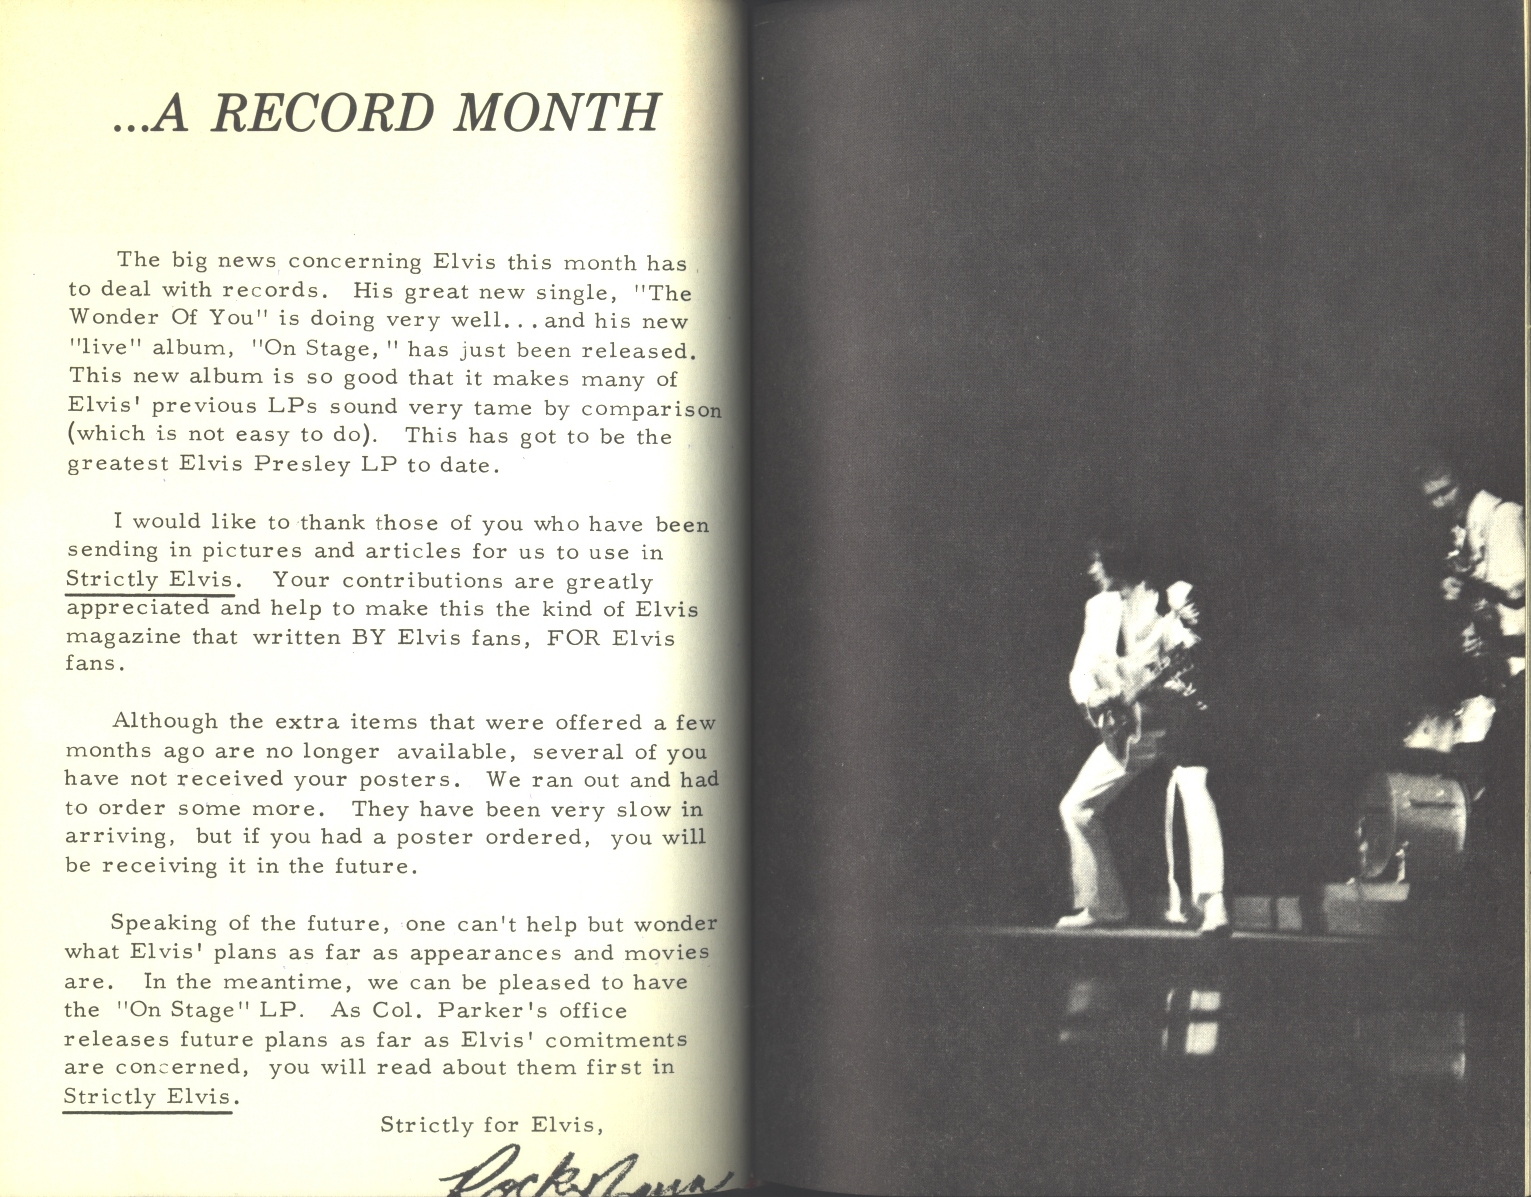 ...A RECORD MONTH
The big news concerning Elvis this month has
to deal with records. His great new single, "The
Wonder Of You" is doing very well...and his new
"live" album, "On Stage," has just been released.
This new album is so good that it makes many of
Elvis' previous LPs sound very tame by comparison
(which is not easy to do). This has got to be the
greatest Elvis Presley LP to date.
I would like to thank those of you who have been
sending in pictures and articles for us to use in
Strictly Elvis. Your contributions are greatly
appreciated and help to make this the kind of Elvis
magazine that written BY Elvis fans, FOR Elvis
fans.
Although the extra items that were offered a few
months ago are no longer available, several of you
have not received your posters. We ran out and had
to order some more. They have been very slow in
arriving, but if you had a poster ordered, you will
be receiving it in the future.
Speaking of the future, one can't help but wonder
what Elvis' plans as far as appearances and movies
are. In the meantime, we can be pleased to have
the "On Stage" LP. As Col. Parker's office
releases future plans as far as Elvis' comitments
are concerned, you will read about them first in
Strictly Elvis.
Strictly for Elvis,